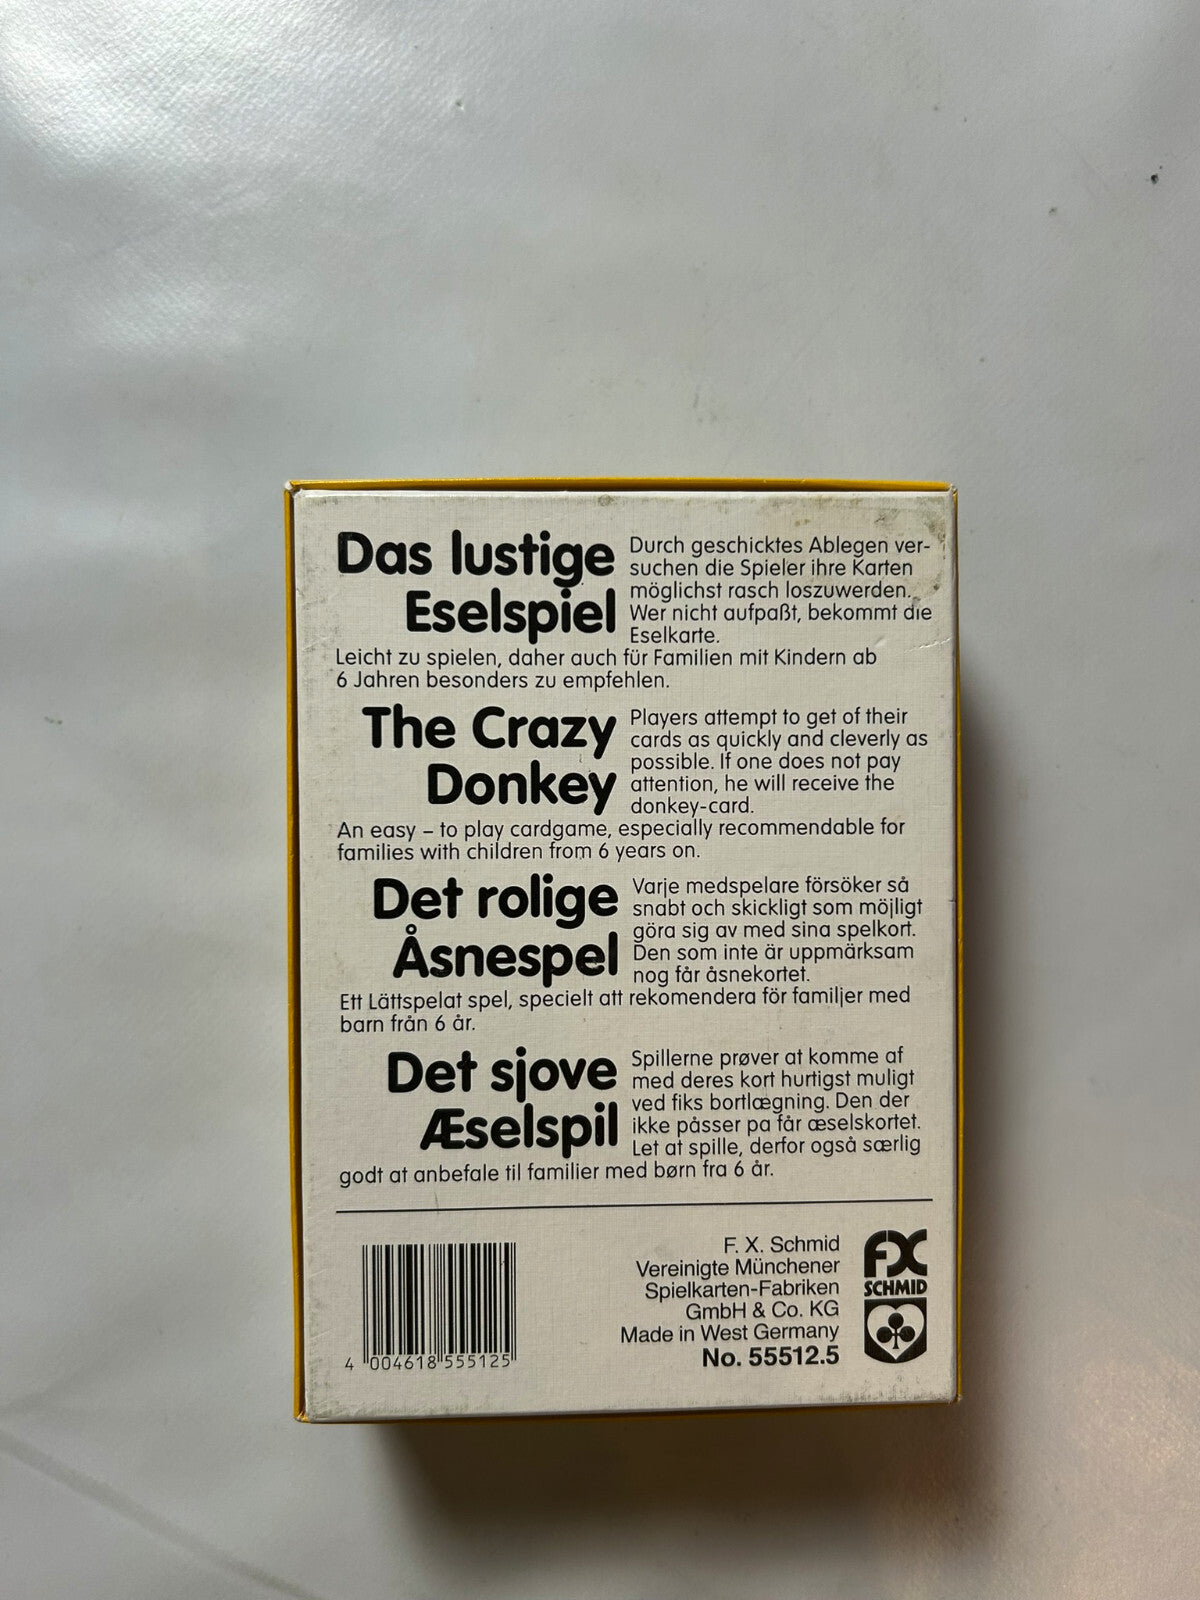 Das lustige
Eselspiel
Durch geschicktes Ablegen ver-
suchen die Spieler ihre Karten
möglichst rasch loszuwerden.
Wer nicht aufpaßt, bekommt die
Eselkarte.
Leicht zu spielen, daher auch für Familien mit Kindern ab
6 Jahren besonders zu empfehlen.
The Crazy
Donkey
Players attempt to get of their
cards as quickly and cleverly as
possible. If one does not pay
attention, he will receive the
donkey-card.
An easy – to play cardgame, especially recommendable for
families with children from 6 years on.
Det rolige
Åsnespel
Varje medspelare försöker så
snabt och skickligt som möjligt
göra sig av med sina spelkort.
Den som inte är uppmärksam
nog får åsnekortet.
Ett Lättspelat spel, specielt att rekomendera för familjer med
barn från 6 år.
Det sjove
Æselspil
Spillerne prøver at komme af
med deres kort hurtigst muligt
ved fiks bortlægning. Den der
ikke påsser pa får æselskortet.
Let at spille, derfor også særlig
godt at anbefale til familier med børn fra 6 år.
4 004618 555125
F. X. Schmid
Vereinigte Münchener
Spielkarten-Fabriken
GmbH & Co. KG
Made in West Germany
No. 55512.5
FX
SCHMID